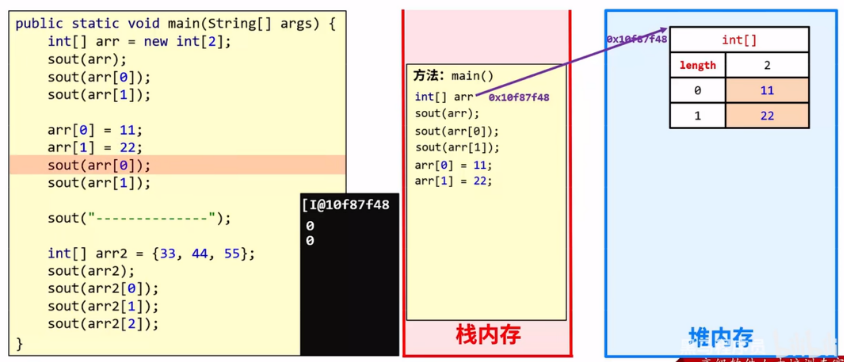 public static void main(String[] args) {
int[] arr = new int[2];
sout(arr);
sout(arr[0]);
sout(arr[1]);
arr[0] = 11;
arr[1] = 22;
sout(arr[0]);
sout(arr[1]);
sout("--------------");
int[] arr2 = {33, 44, 55};
sout(arr2);
sout(arr2[0]);
sout(arr2[1]);
sout(arr2[2]);
}
[I@10f87f48
0
0
方法: main()
int[] arr 0x10f87f48
sout(arr);
sout(arr[0]);
sout(arr[1]);
arr[0] = 11;
arr[1] = 22;
栈内存
0x10f87f48
int[]
length 2
0 11
1 22
堆内存